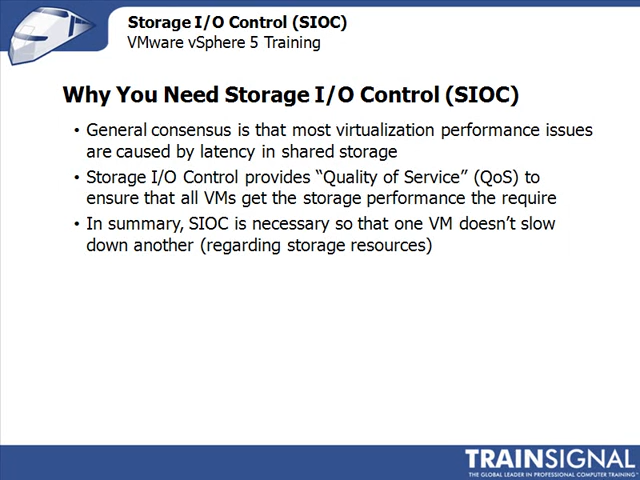 Storage I/O Control (SIOC)
VMware vSphere 5 Training
Why You Need Storage I/O Control (SIOC)
• General consensus is that most virtualization performance issues
are caused by latency in shared storage
• Storage I/O Control provides “Quality of Service” (QoS) to
ensure that all VMs get the storage performance the require
• In summary, SIOC is necessary so that one VM doesn’t slow
down another (regarding storage resources)
TRAINSIGNAL
THE GLOBAL LEADER IN PROFESSIONAL COMPUTER TRAINING